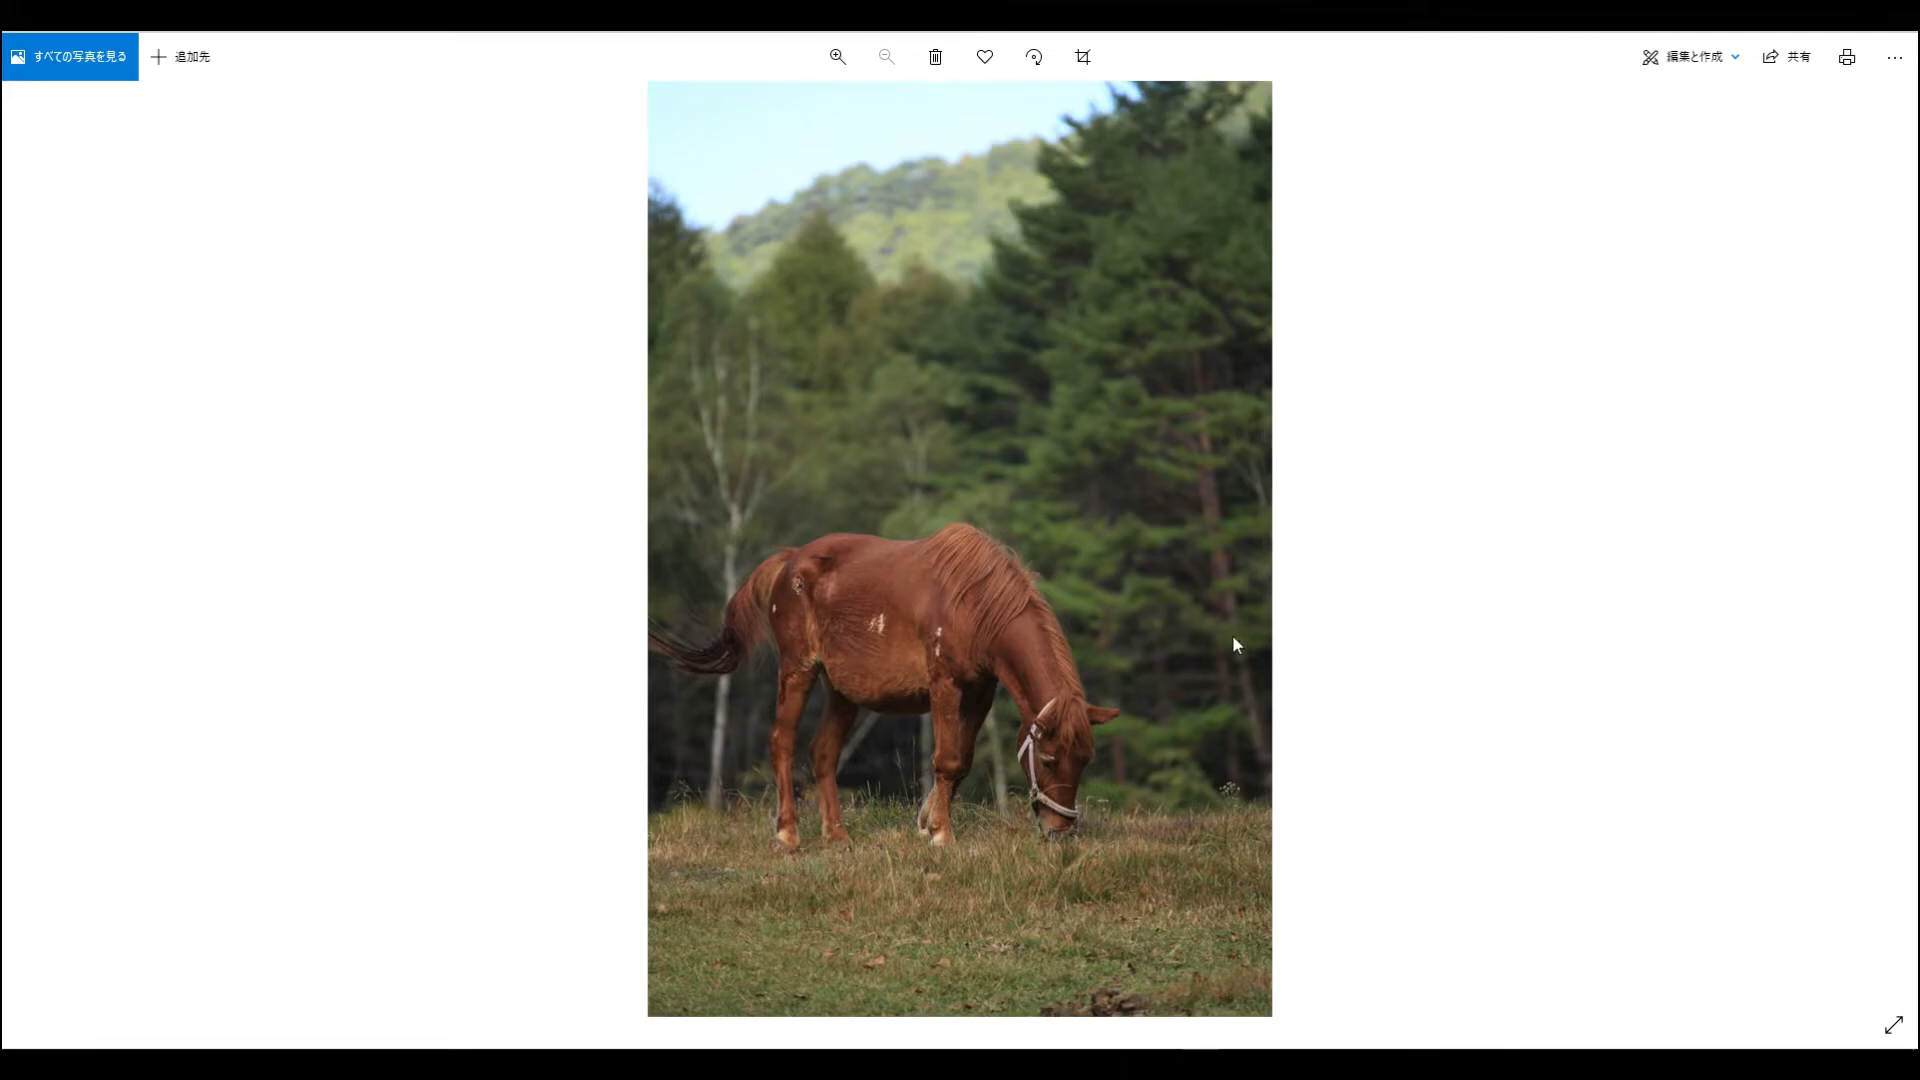 すべての写真を見る
追加先
編集と作成
共有